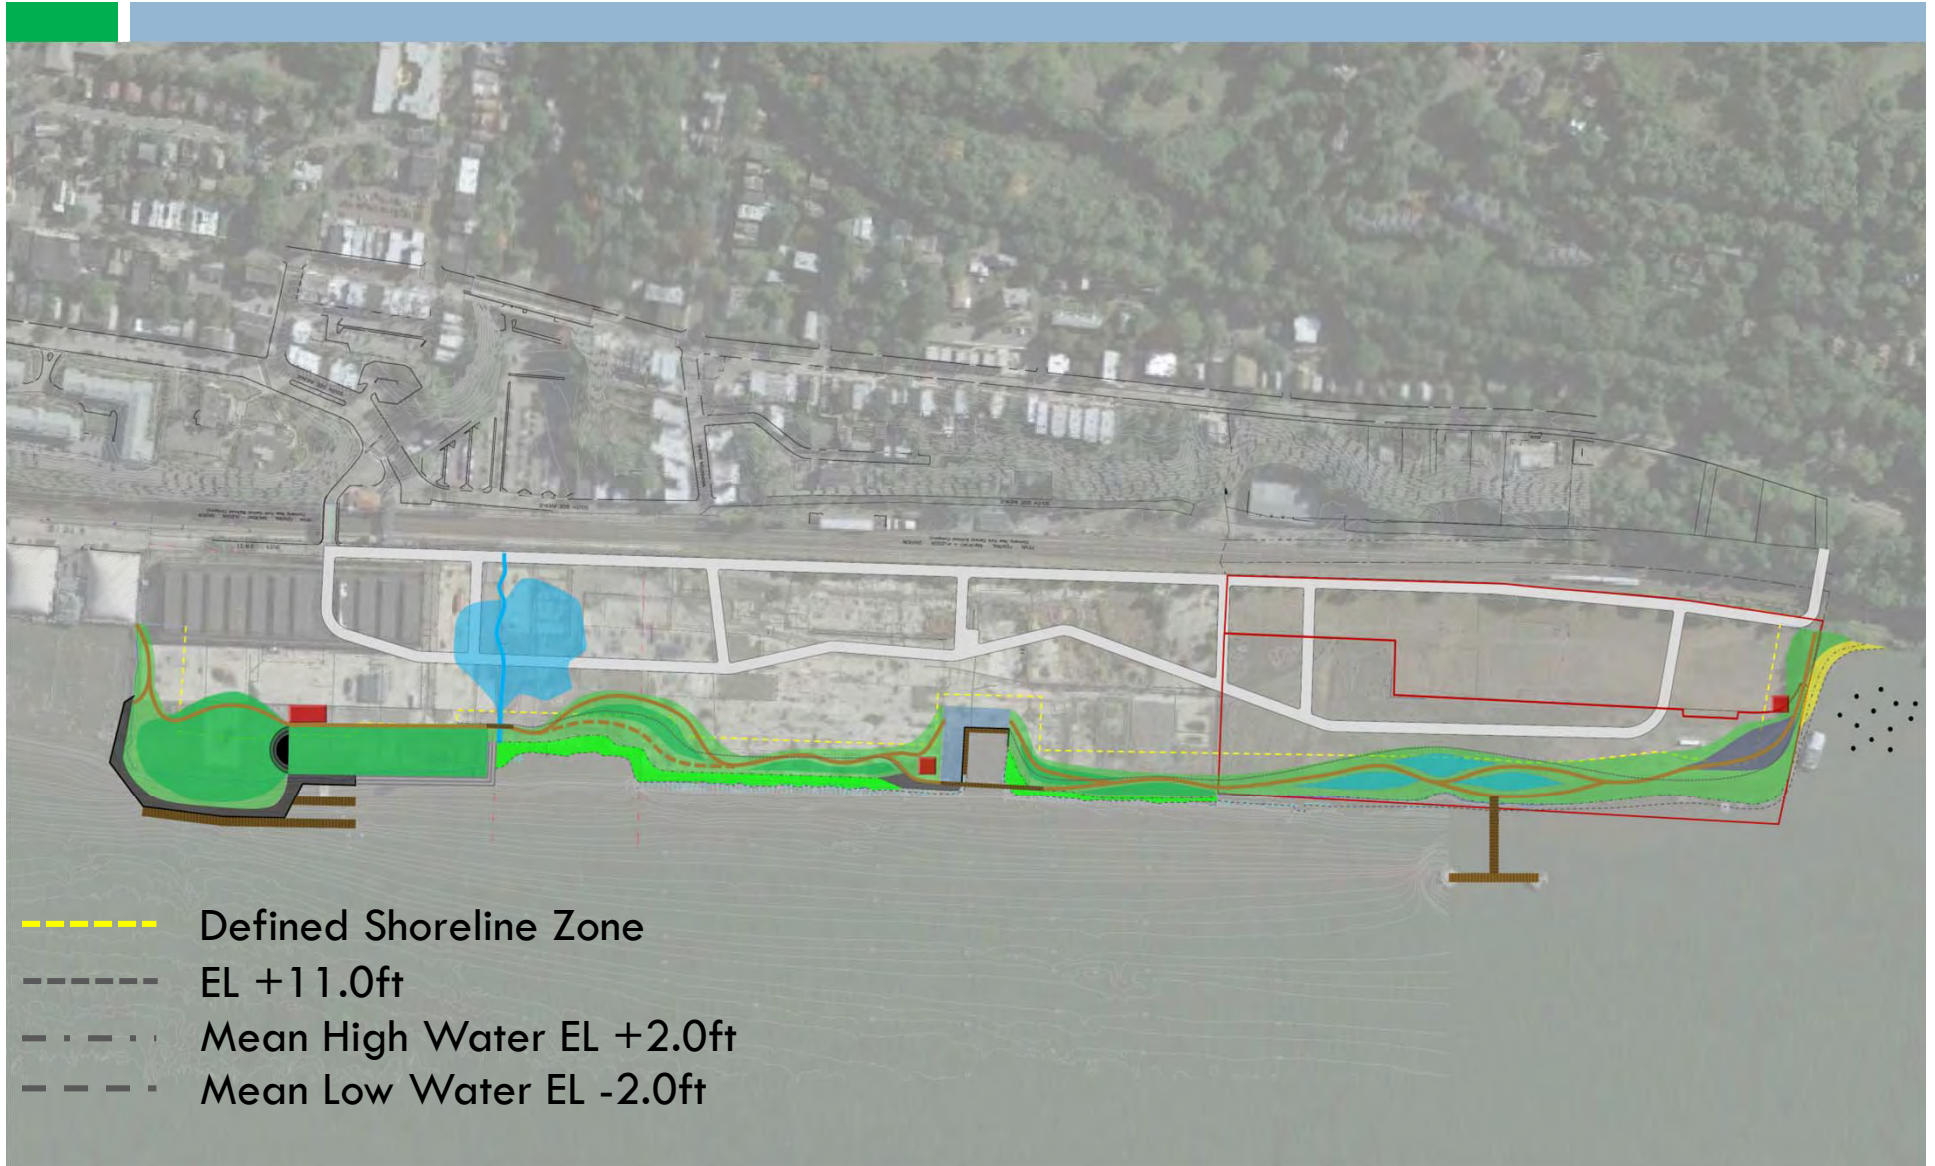 Defined Shoreline Zone
EL +11.0ft
Mean High Water EL +2.0ft
Mean Low Water EL -2.0ft